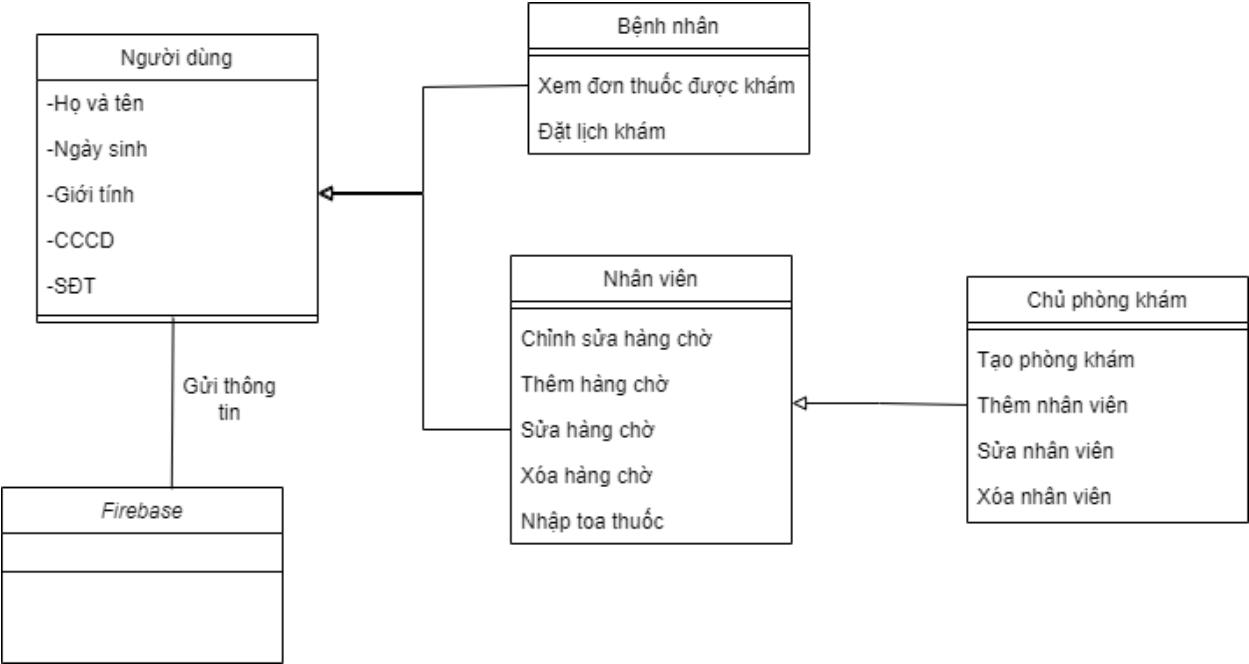 Người dùng
-Họ và tên
-Ngày sinh
-Giới tính
-CCCD
-SĐT
Gửi thông
tin
Firebase
Bệnh nhân
Xem đơn thuốc được khám
Đặt lịch khám
Nhân viên
Chỉnh sửa hàng chờ
Thêm hàng chờ
Sửa hàng chờ
Xóa hàng chờ
Nhập toa thuốc
Chủ phòng khám
Tạo phòng khám
Thêm nhân viên
Sửa nhân viên
Xóa nhân viên